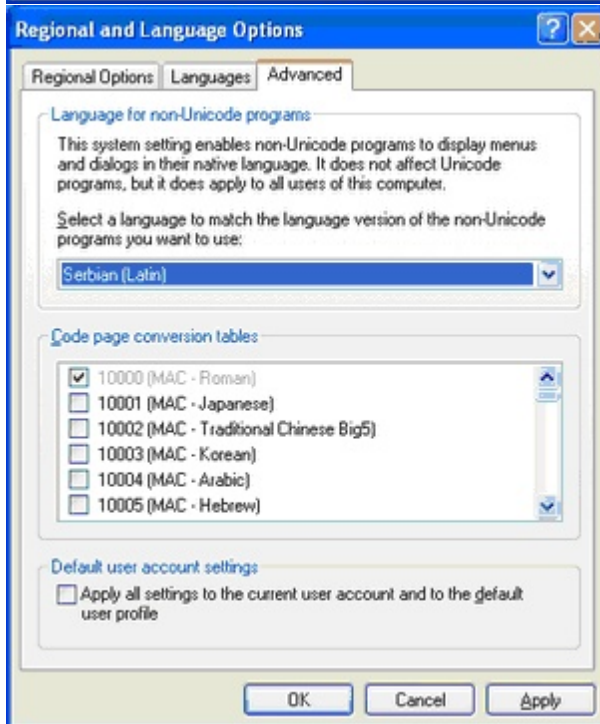 Regional and Language Options
Regional Options Languages Advanced
Language for non-Unicode programs
This system setting enables non-Unicode programs to display menus
and dialogs in their native language. It does not affect Unicode
programs, but it does apply to all users of this computer.
Select a language to match the language version of the non-Unicode
programs you want to use:
Serbian (Latin)
Code page conversion tables
10000 (MAC - Roman)
10001 (MAC - Japanese)
10002 (MAC - Traditional Chinese Big5)
10003 (MAC - Korean)
10004 (MAC - Arabic)
10005 (MAC - Hebrew)
Default user account settings
Apply all settings to the current user account and to the default
user profile
OK Cancel Apply